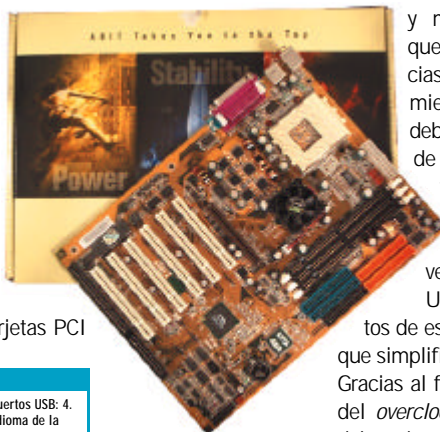 ABIT Takes You to the Top
Stability
Power
rjetas PCI
uertos USB: 4.
dioma de la
y n
que
cias
mie
deb
de
ve
U
tos de es
que simplifi
Gracias al f
del overclo